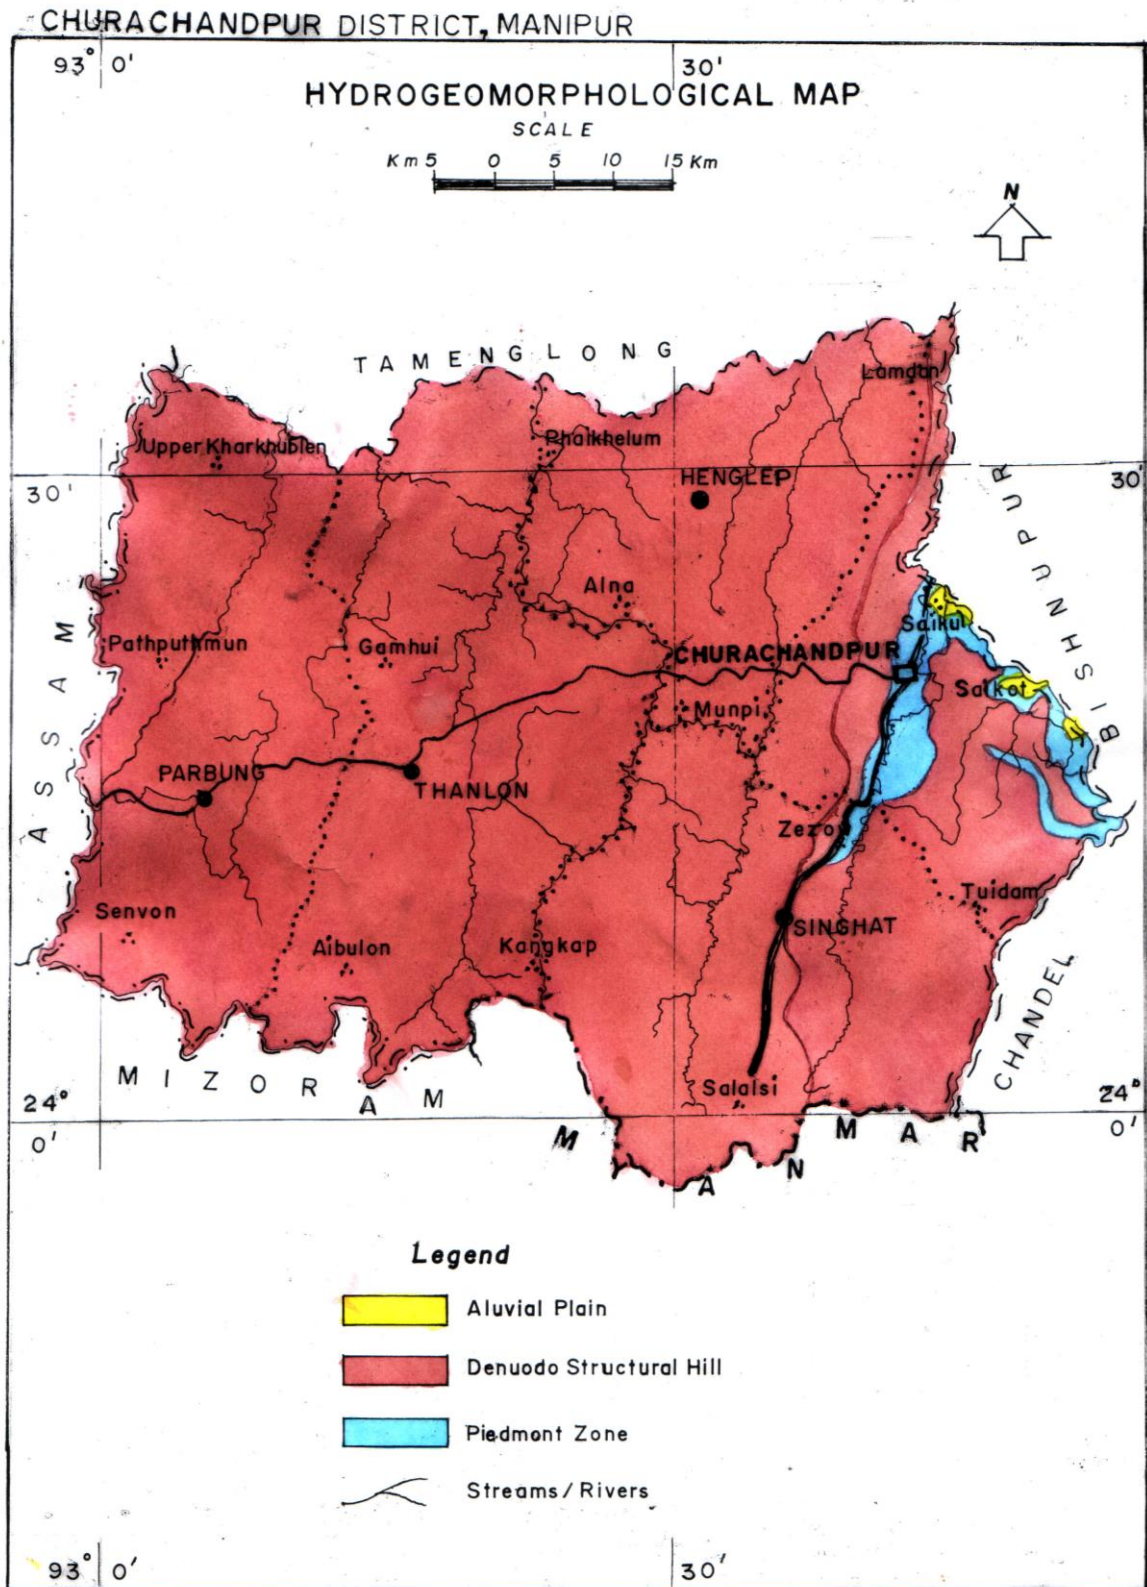 CHURACHANDPUR DISTRICT, MANIPUR
93° 0'
30'
HYDROGEOMORPHOLOGICAL MAP
SCALE
Km 5 0 5 10 15 Km
N
TAMENGLONG
Lamdan
Upper Kharkhublen
Phaikhelum
HENGLEP
30'
30'
BISHNUPUR
Alna
Saikul
ASSAM
Pathputhmun
Gamhui
CHURACHANDPUR
Saikot
Munpi
PARBUNG
THANLON
Zezow
Tuidam
Senvon
SINGHAT
Aibulon
Kangkap
CHANDEL
MIZORAM
Salalsi
24°
0'
24°
0'
M A N M A R
Legend
Aluvial Plain
Denuodo Structural Hill
Piedmont Zone
Streams/Rivers
93° 0'
30'